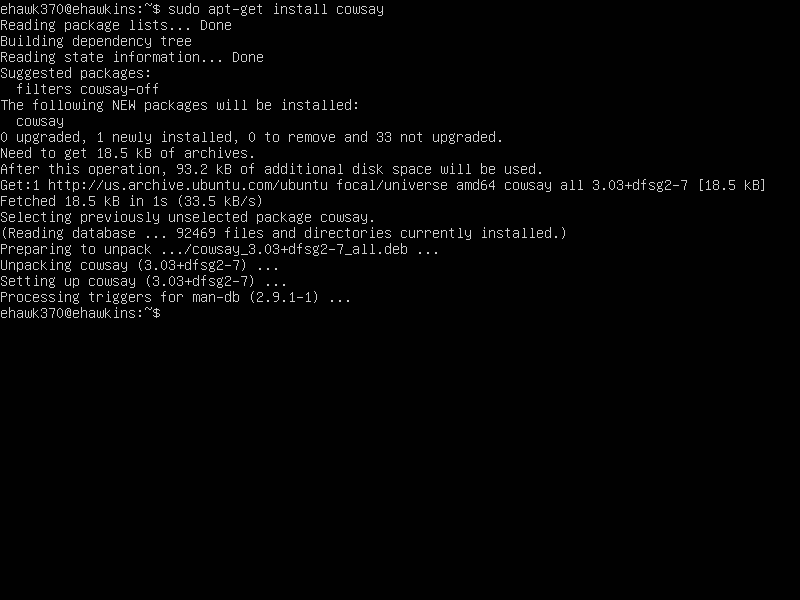 ehawk370@ehawkins:~$ sudo apt-get install cowsay
Reading package lists... Done
Building dependency tree
Reading state information... Done
Suggested packages:
  filters cowsay-off
The following NEW packages will be installed:
  cowsay
0 upgraded, 1 newly installed, 0 to remove and 33 not upgraded.
Need to get 18.5 kB of archives.
After this operation, 93.2 kB of additional disk space will be used.
Get:1 http://us.archive.ubuntu.com/ubuntu focal/universe amd64 cowsay all 3.03+dfsg2-7 [18.5 kB]
Fetched 18.5 kB in 1s (33.5 kB/s)
Selecting previously unselected package cowsay.
(Reading database ... 92469 files and directories currently installed.)
Preparing to unpack .../cowsay_3.03+dfsg2-7_all.deb ...
Unpacking cowsay (3.03+dfsg2-7) ...
Setting up cowsay (3.03+dfsg2-7) ...
Processing triggers for man-db (2.9.1-1) ...
ehawk370@ehawkins:~$